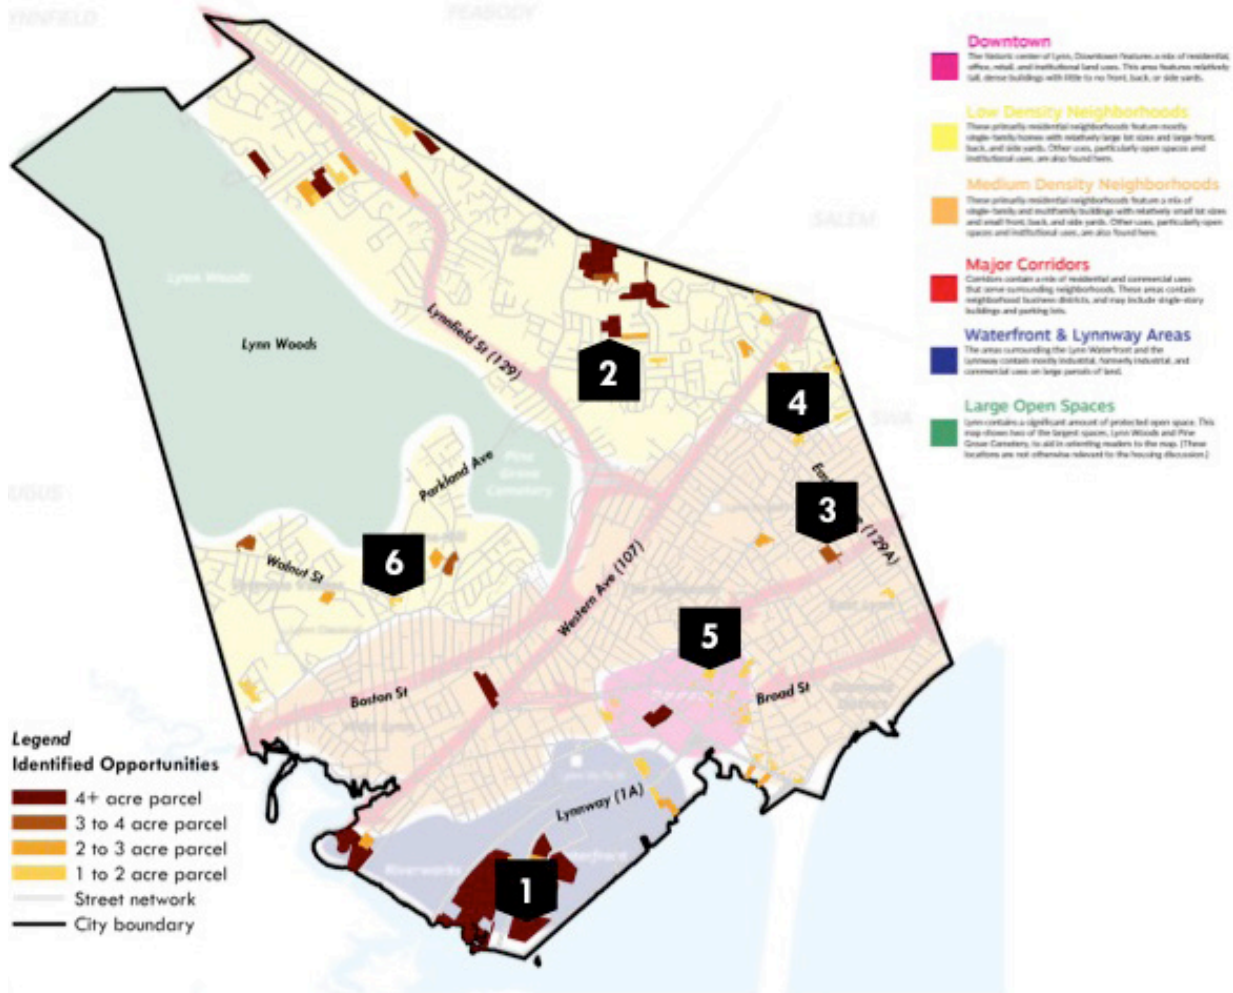 PEABODY
Downtown
The historic center of Lynn, Downtown features a mix of residential,
office, retail, and institutional land uses. This area features relatively
tall, dense buildings with little to no front, back, or side yards.
Low Density Neighborhoods
These primarily residential neighborhoods feature mostly
single-family homes with relatively large lot sizes and large front,
back, and side yards. Other uses, particularly open spaces and
institutional uses, are also found here.
Medium Density Neighborhoods
These primarily residential neighborhoods feature a mix of
single-family and multifamily buildings with relatively small lot sizes
and small front, back, and side yards. Other uses, particularly open
spaces and institutional uses, are also found here.
Major Corridors
Corridors contain a mix of residential and commercial uses
that serve surrounding neighborhoods. These areas contain
neighborhood business districts, and may include single-story
buildings and parking lots.
Waterfront & Lynnway Areas
The areas surrounding the Lynn Waterfront and the
Lynnway contain mostly industrial, formerly industrial, and
commercial uses on large parcels of land.
Large Open Spaces
Lynn contains a significant amount of protected open space. This
map shows two of the largest spaces, Lynn Woods and Pine
Grove Cemetery, to aid in orienting readers to the map. (These
locations are not otherwise relevant to the housing discussion.)
YNNFIELD
SALEM
SWA
UGUS
Lynn Woods
Lynn Woods
Lynnfield St (129)
2
4
Parkland Ave
Pine
Grove
Cemetery
3
(129A)
6
Walnut St
Western Ave (107)
5
Boston St
Broad St
Lynnway (1A)
Riverworks
1
Legend
Identified Opportunities
4+ acre parcel
3 to 4 acre parcel
2 to 3 acre parcel
1 to 2 acre parcel
Street network
City boundary